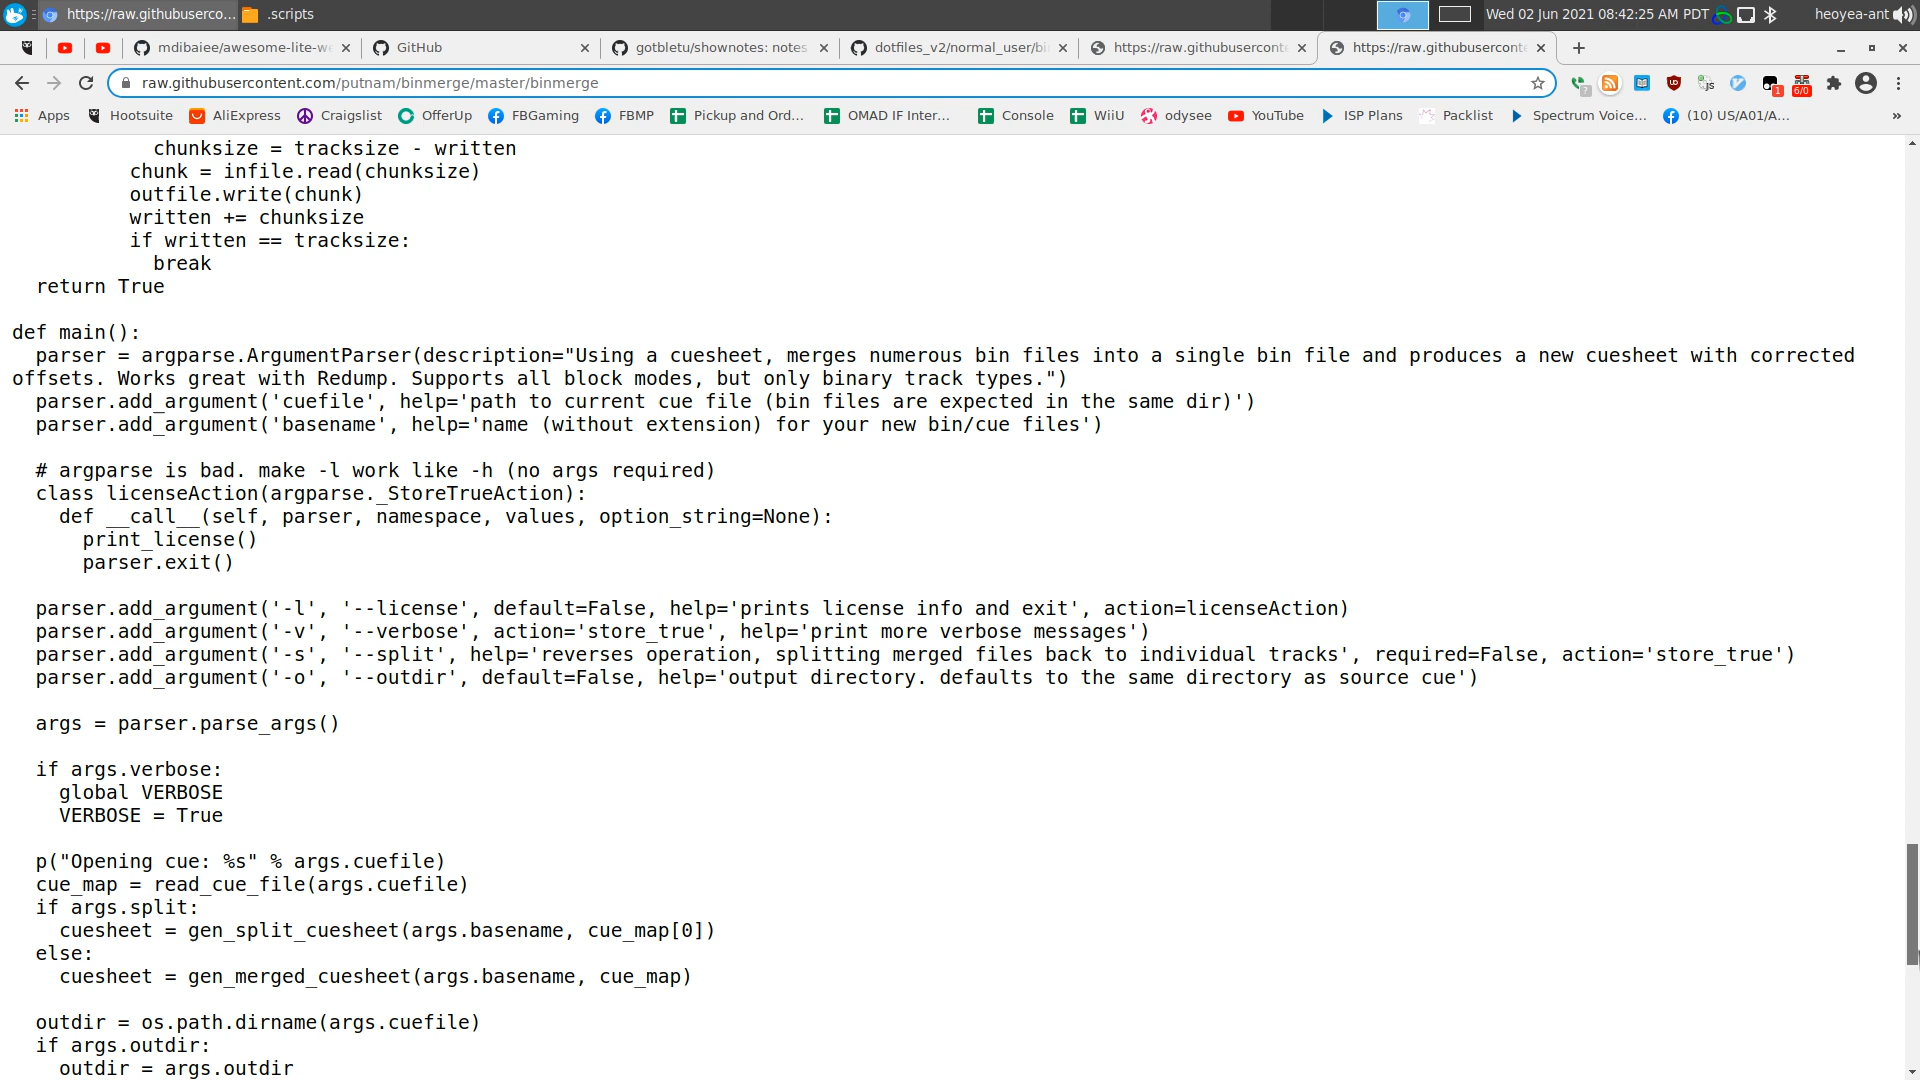 https://raw.githubuserco... .scripts Wed 02 Jun 2021 08:42:25 AM PDT heoyea-ant
mdibaiee/awesome-lite-we GitHub gotbletu/shownotes: notes dotfiles_v2/normal_user/bi https://raw.githubusercont https://raw.githubusercont
raw.githubusercontent.com/putnam/binmerge/master/binmerge ? js 1 6/0
Apps Hootsuite AliExpress Craigslist OfferUp FBGaming FBMP Pickup and Ord... OMAD IF Inter... Console WiiU odysee YouTube ISP Plans Packlist Spectrum Voice... (10) US/A01/A... »
chunksize = tracksize - written
chunk = infile.read(chunksize)
outfile.write(chunk)
written += chunksize
if written == tracksize:
break
return True
def main():
parser = argparse.ArgumentParser(description="Using a cuesheet, merges numerous bin files into a single bin file and produces a new cuesheet with corrected
offsets. Works great with Redump. Supports all block modes, but only binary track types.")
parser.add_argument('cuefile', help='path to current cue file (bin files are expected in the same dir)')
parser.add_argument('basename', help='name (without extension) for your new bin/cue files')
# argparse is bad. make -l work like -h (no args required)
class licenseAction(argparse._StoreTrueAction):
def __call__(self, parser, namespace, values, option_string=None):
print_license()
parser.exit()
parser.add_argument('-l', '--license', default=False, help='prints license info and exit', action=licenseAction)
parser.add_argument('-v', '--verbose', action='store_true', help='print more verbose messages')
parser.add_argument('-s', '--split', help='reverses operation, splitting merged files back to individual tracks', required=False, action='store_true')
parser.add_argument('-o', '--outdir', default=False, help='output directory. defaults to the same directory as source cue')
args = parser.parse_args()
if args.verbose:
global VERBOSE
VERBOSE = True
p("Opening cue: %s" % args.cuefile)
cue_map = read_cue_file(args.cuefile)
if args.split:
cuesheet = gen_split_cuesheet(args.basename, cue_map[0])
else:
cuesheet = gen_merged_cuesheet(args.basename, cue_map)
outdir = os.path.dirname(args.cuefile)
if args.outdir:
outdir = args.outdir